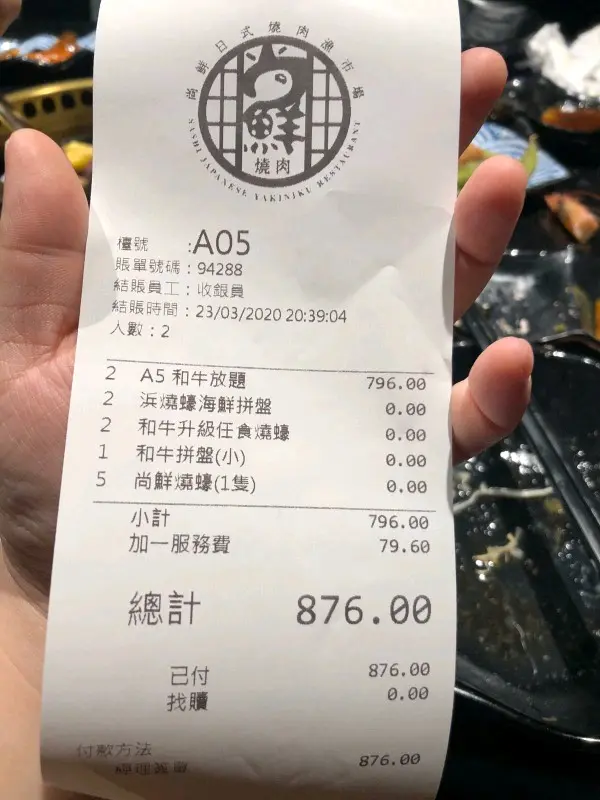 尚鮮日式燒肉漁市場
鮮
燒肉
SASHI JAPANESE YAKINIKU RESTAURANT
檯號 :A05
賬單號碼：94288
結賬員工：收銀員
結賬時間：23/03/2020 20:39:04
人數：2
2 A5 和牛放題 796.00
2 浜燒蠔海鮮拼盤 0.00
2 和牛升級任食燒蠔 0.00
1 和牛拼盤(小) 0.00
5 尚鮮燒蠔(1隻) 0.00
小計 796.00
加一服務費 79.60
總計 876.00
已付 876.00
找贖 0.00
付款方法
876.00